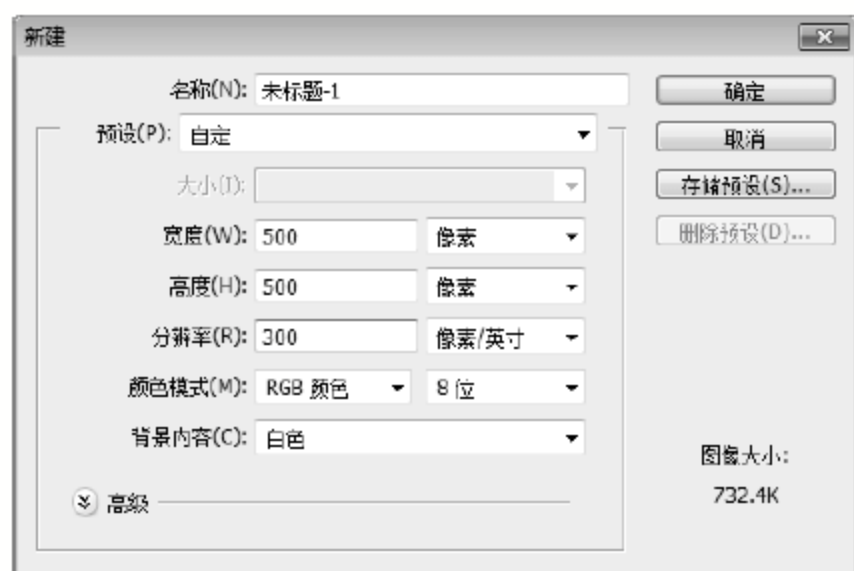 新建
名称(N): 未标题-1 确定
预设(P): 自定 取消
大小(I): 存储预设(S)...
宽度(W): 500 像素 删除预设(D)...
高度(H): 500 像素
分辨率(R): 300 像素/英寸
颜色模式(M): RGB 颜色 8 位
背景内容(C): 白色
图像大小:
高级 732.4K